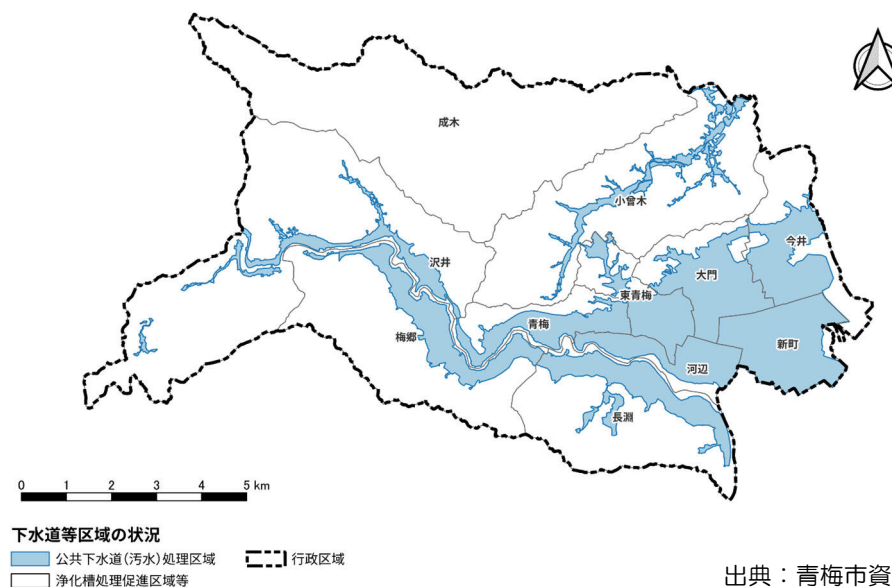 成木
小曾木
今井
沢井
大門
東青梅
青梅
梅郷
新町
河辺
長淵
0 1 2 3 4 5 km
下水道等区域の状況
公共下水道(汚水)処理区域 行政区域
浄化槽処理促進区域等
出典：青梅市資